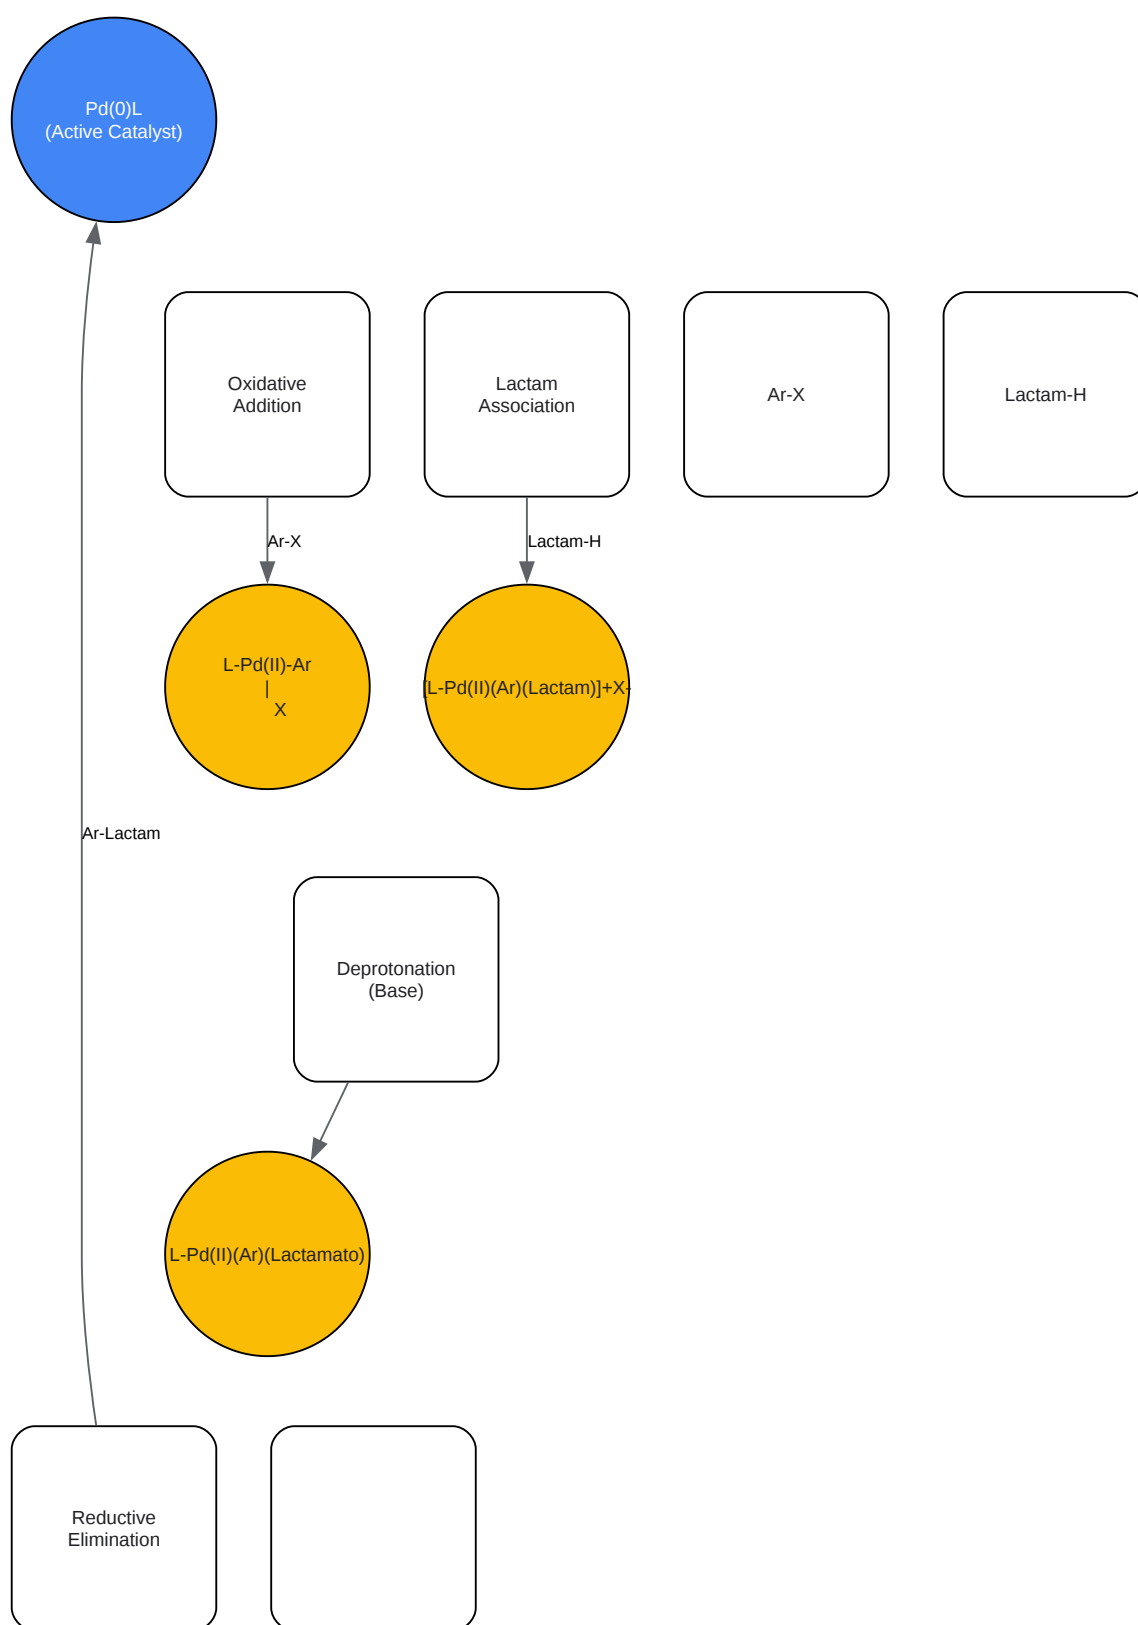 Pd(0)L
(Active Catalyst)
Oxidative
Addition
Lactam
Association
Ar-X
Lactam-H
Ar-X
Lactam-H
L-Pd(II)-Ar
|
X
[L-Pd(II)(Ar)(Lactam)]+X-
Ar-Lactam
Deprotonation
(Base)
L-Pd(II)(Ar)(Lactamato)
Reductive
Elimination